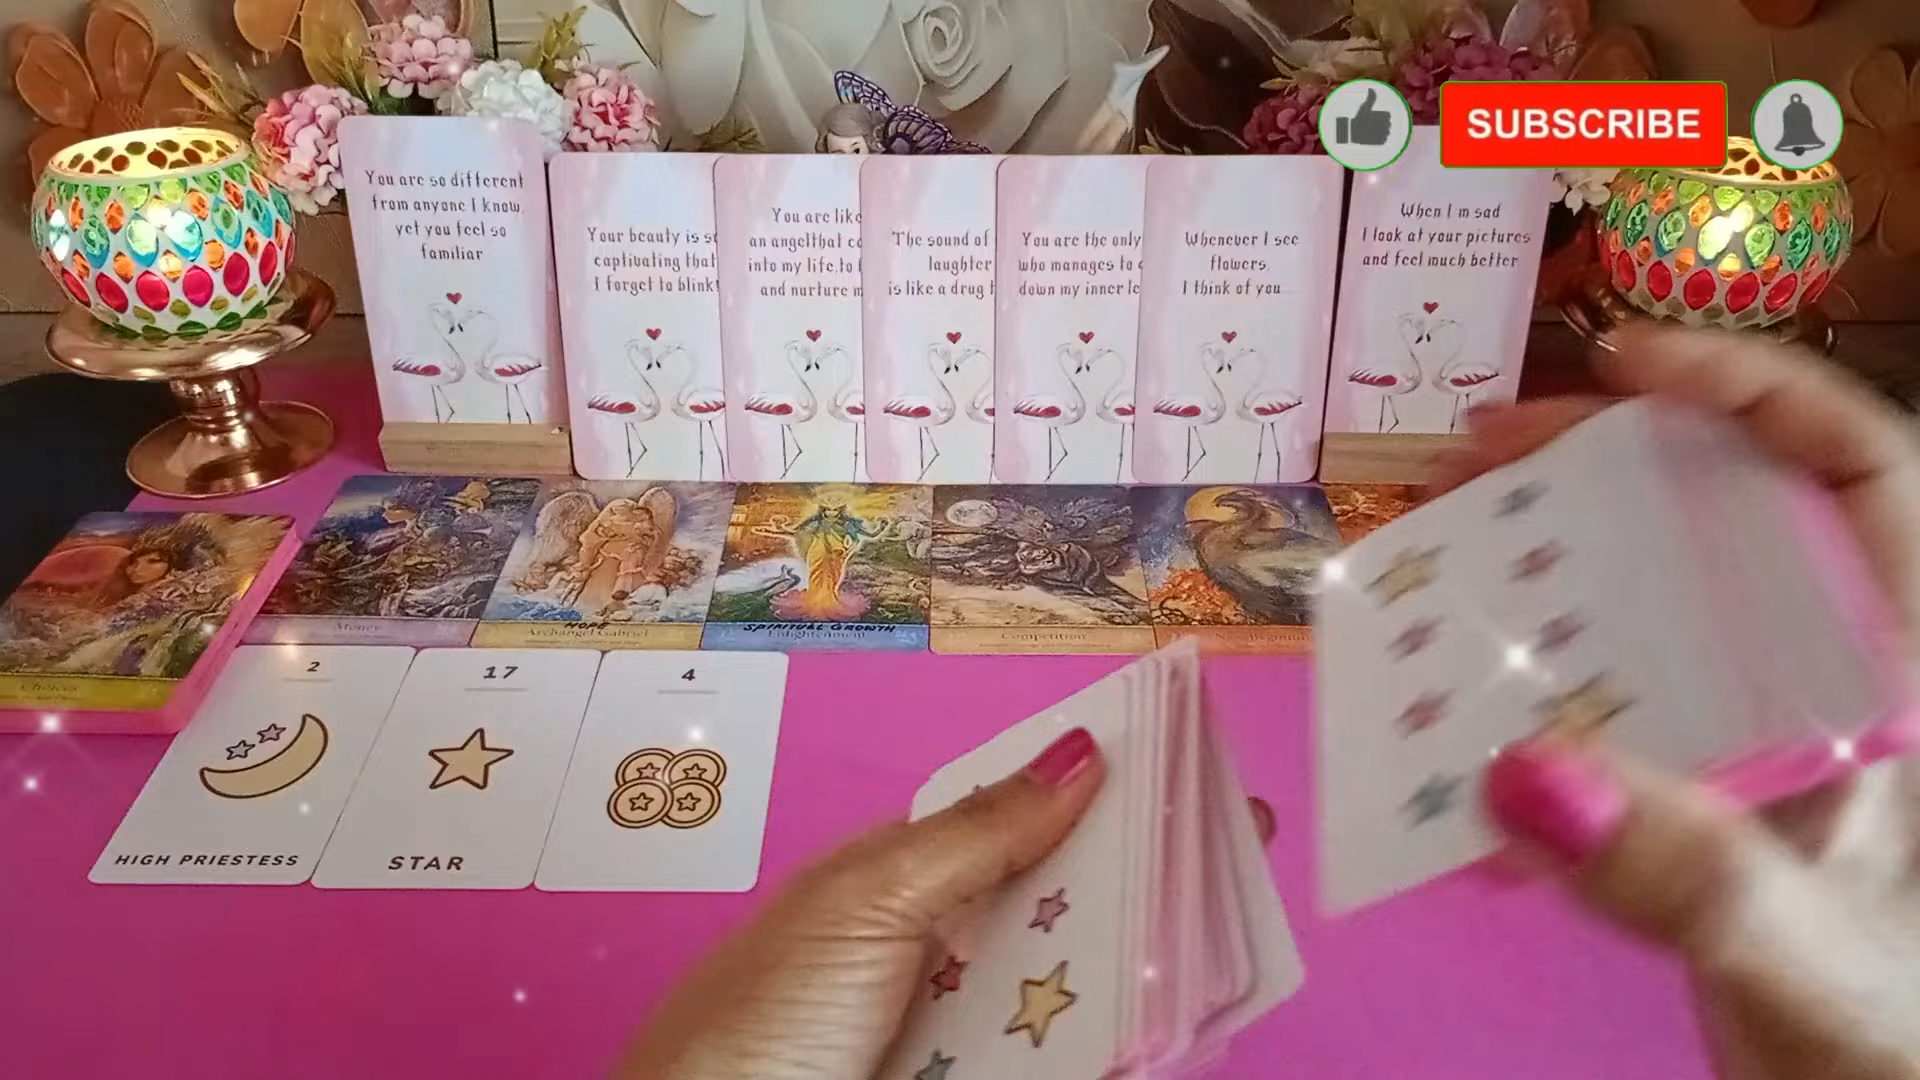 SUBSCRIBE
You are so different
from anyone I know,
yet you feel so
familiar
Your beauty is so
captivating that
I forget to blink!
You are like
an angel that
into my life, to
and nurture
The sound of
laughter
is like a drug
You are the only
who manages to
down my inner
Whenever I see
flowers,
I think of you
When I m sad
I look at your pictures
and feel much better
Choices
Money
HOPE
Archangel Gabriel
SPIRITUAL GROWTH
Enlightenment
Competition
2
HIGH PRIESTESS
17
STAR
4